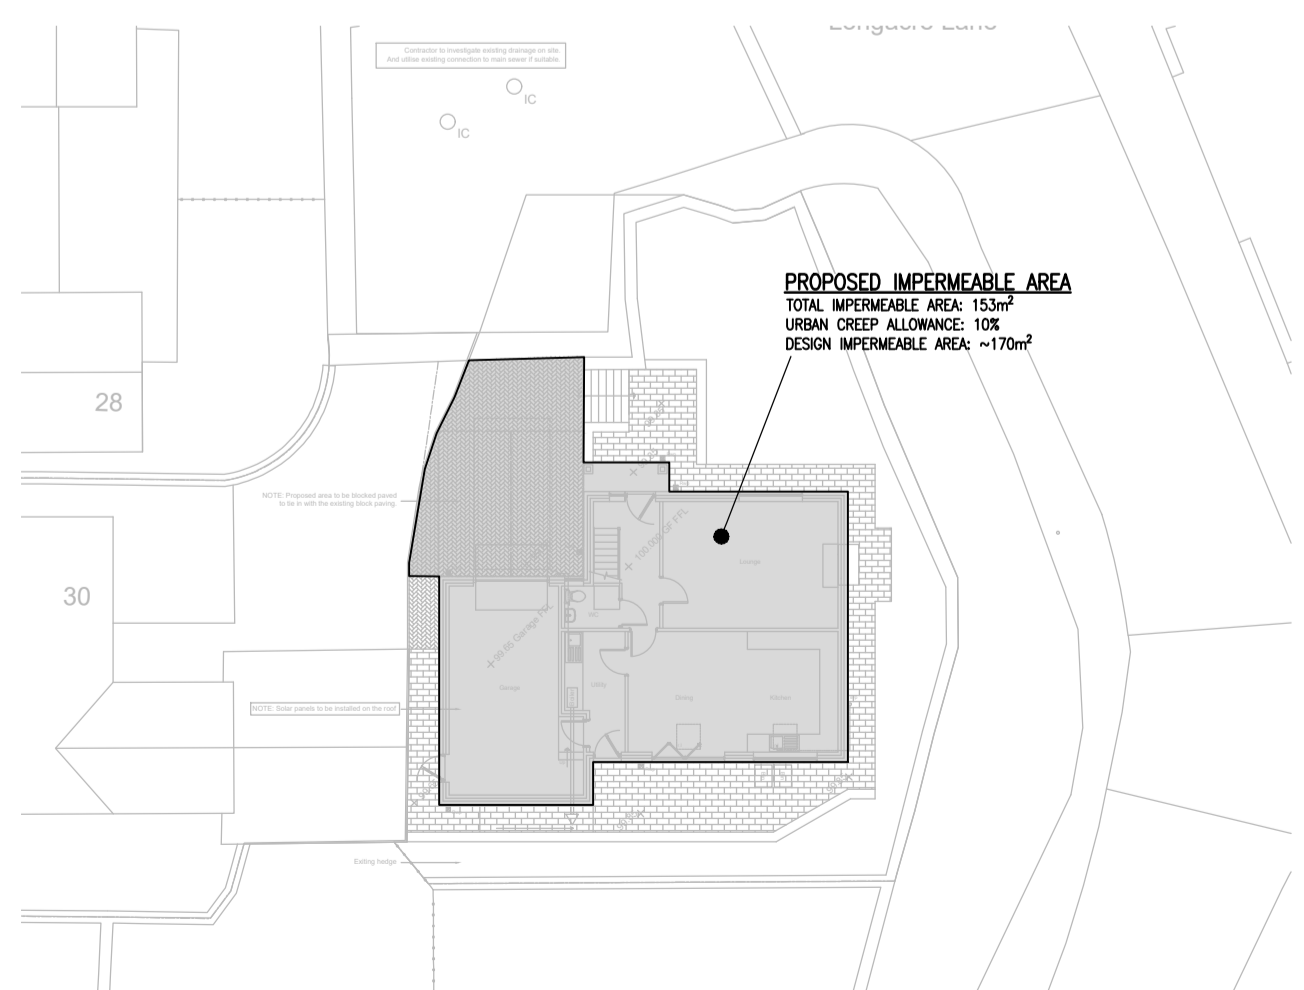 Longacre Lane
Contractor to investigate existing drainage on site.
And utilise existing connection to main sewer if suitable.
IC
IC
PROPOSED IMPERMEABLE AREA
TOTAL IMPERMEABLE AREA: 153m²
URBAN CREEP ALLOWANCE: 10%
DESIGN IMPERMEABLE AREA: ~170m²
28
NOTE: Proposed area to be blocked paved
to tie in with the existing block paving.
100.000 GF FFL
Lounge
30
WC
99.85 Garage FFL
Garage
Utility
Dining
Kitchen
NOTE: Solar panels to be installed on the roof
Exiting hedge